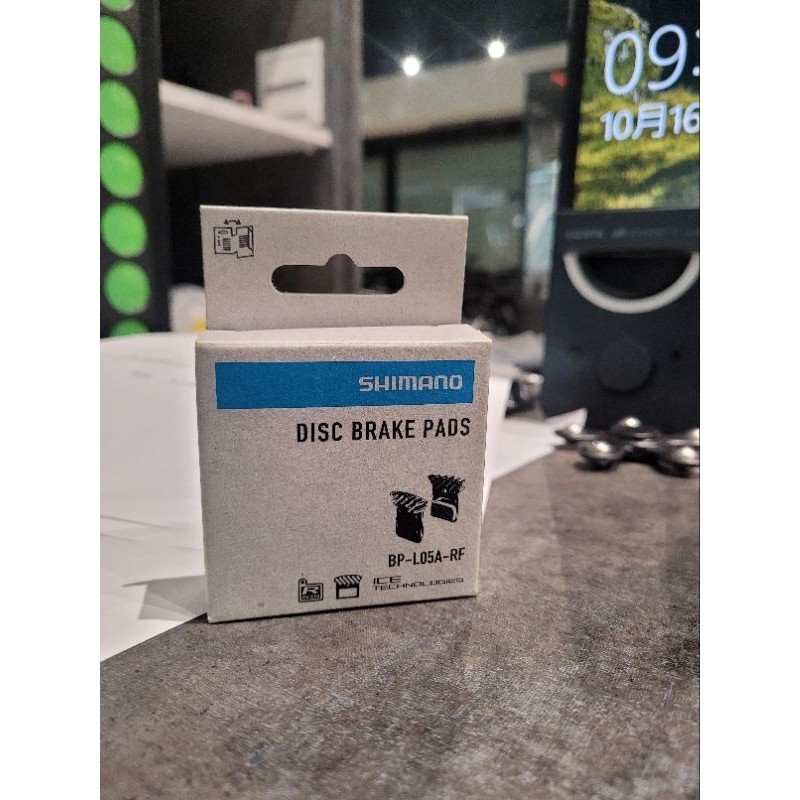 09:
10月16
SHIMANO
DISC BRAKE PADS
BP-L05A-RF
R
ICE
TECHNOLOGIES